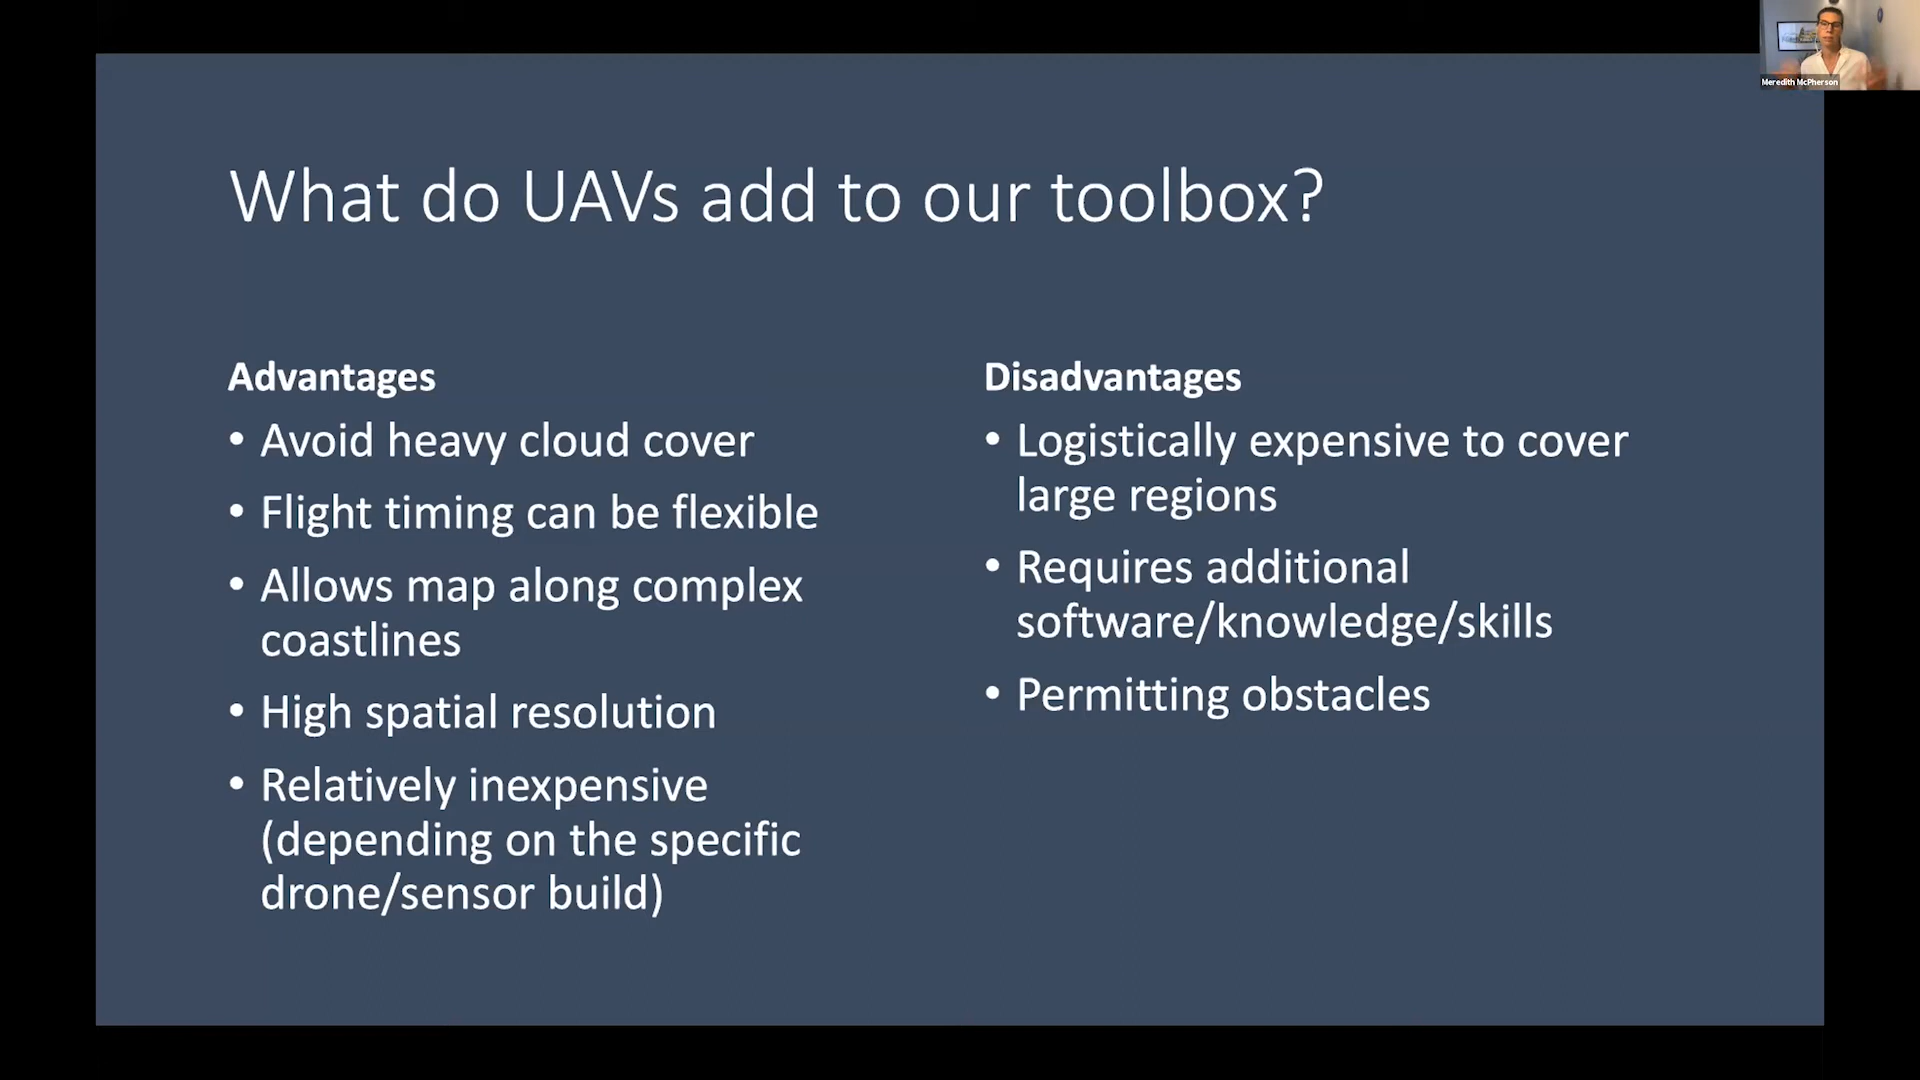 Meredith McPherson
What do UAVs add to our toolbox?
Advantages
• Avoid heavy cloud cover
• Flight timing can be flexible
• Allows map along complex
coastlines
• High spatial resolution
• Relatively inexpensive
(depending on the specific
drone/sensor build)
Disadvantages
• Logistically expensive to cover
large regions
• Requires additional
software/knowledge/skills
• Permitting obstacles